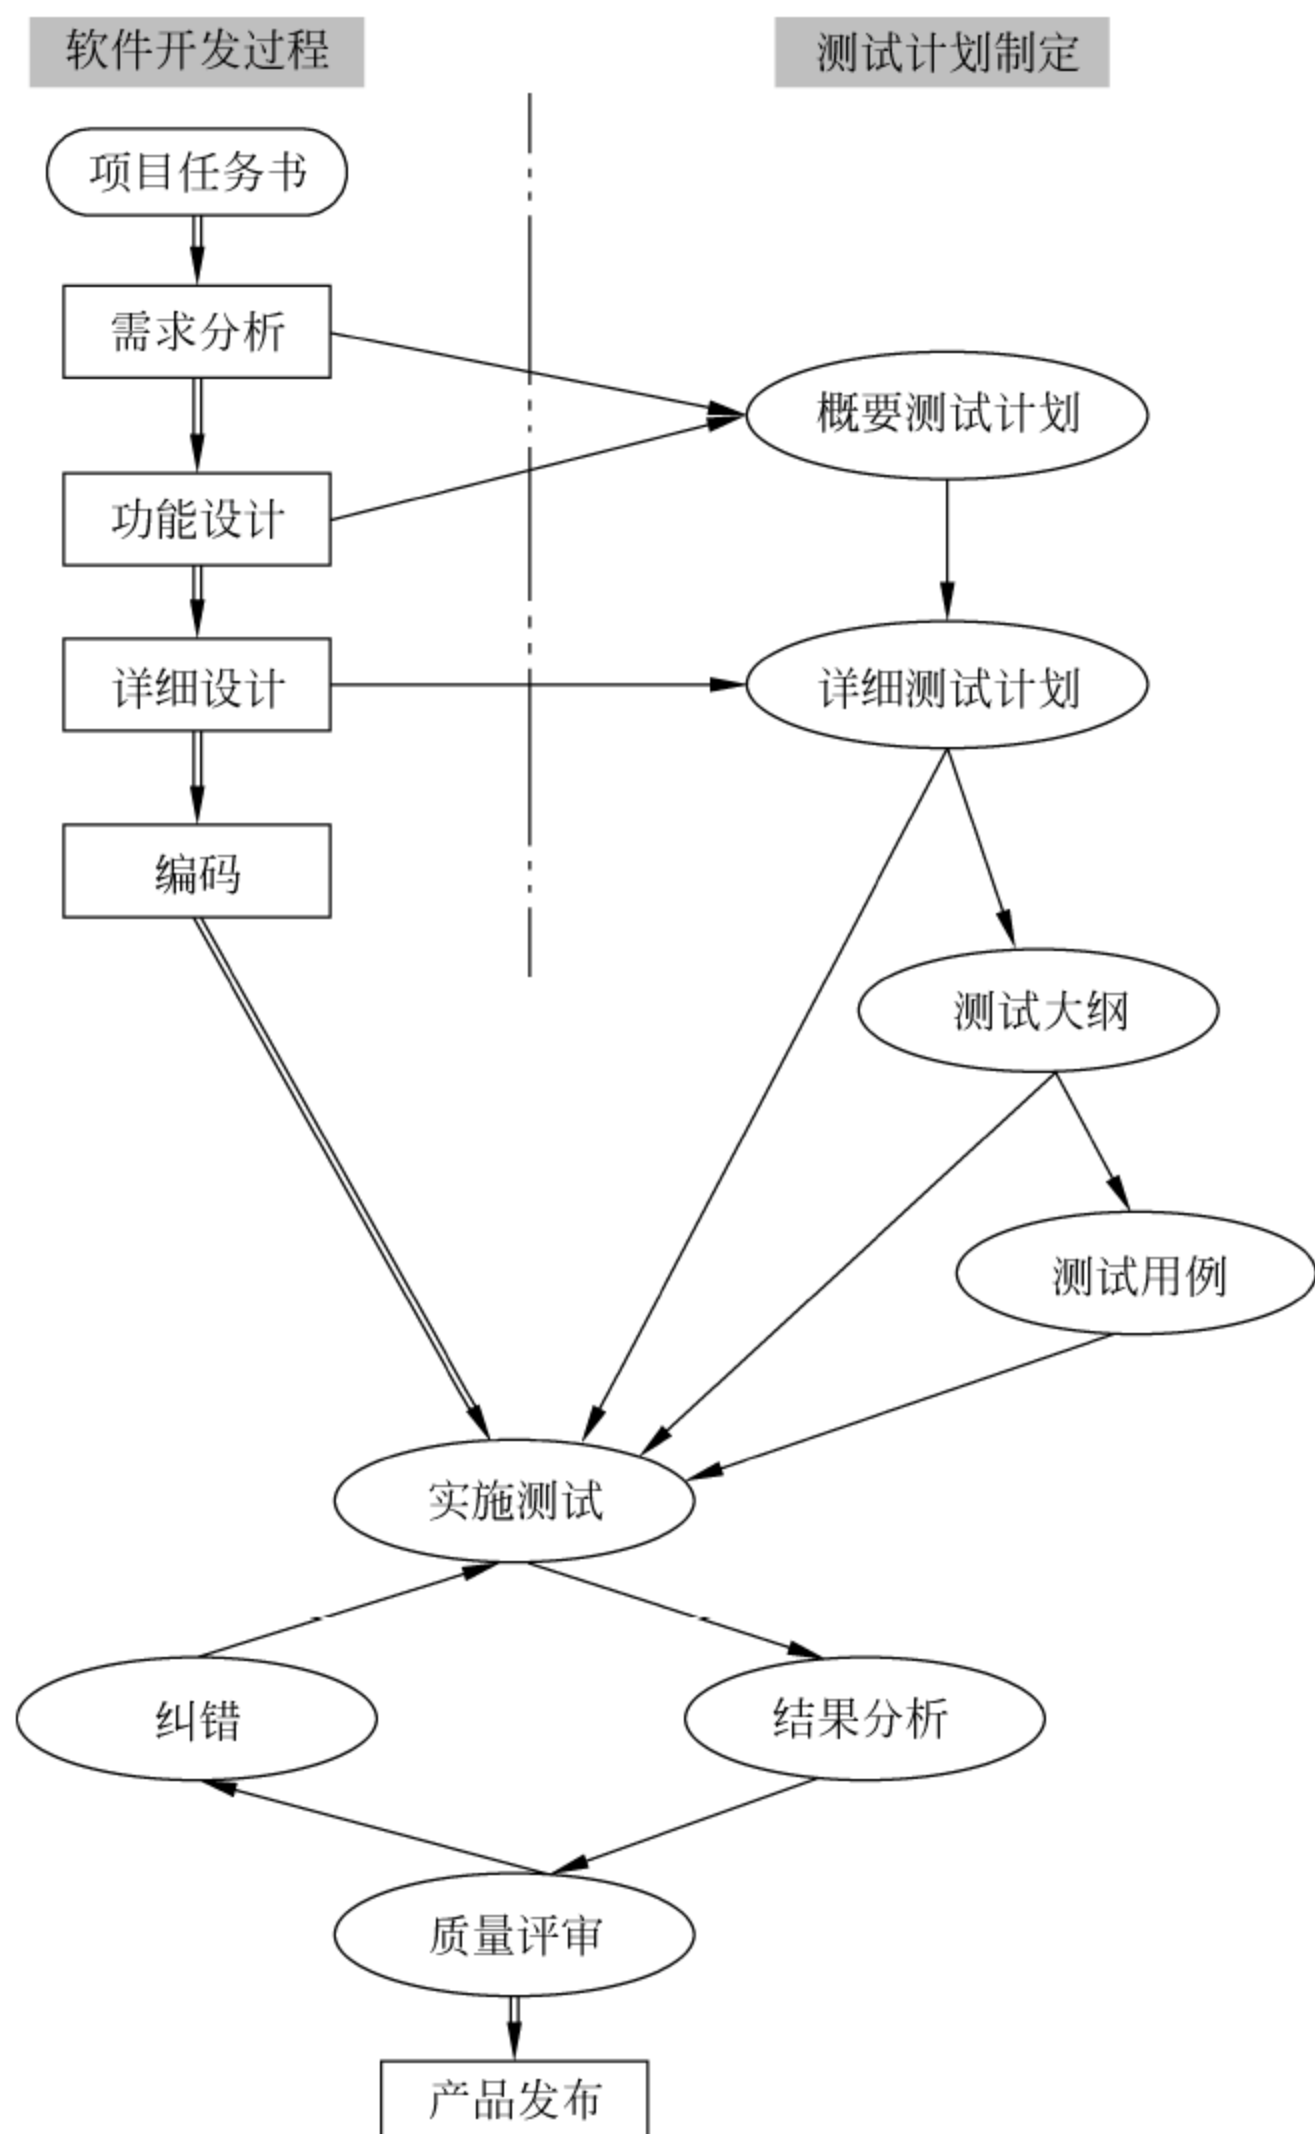 软件开发过程
测试计划制定
项目任务书
需求分析
概要测试计划
功能设计
详细设计
详细测试计划
编码
测试大纲
测试用例
实施测试
纠错
结果分析
质量评审
产品发布